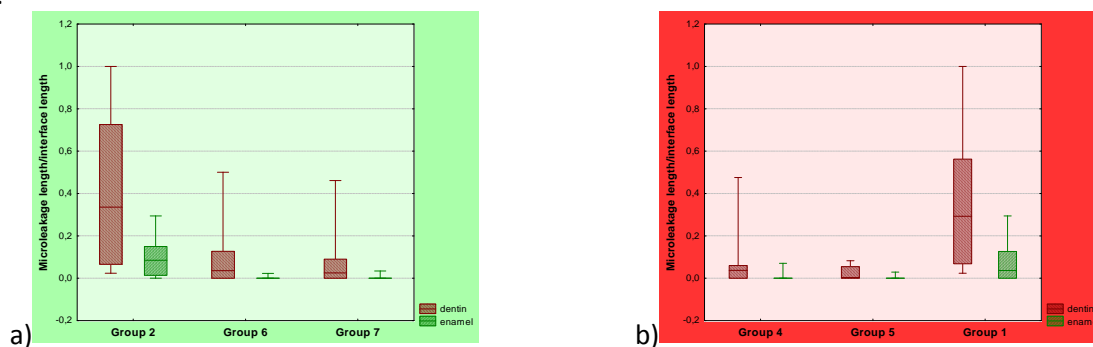 1,2
1,0
0,8
0,6
0,4
0,2
0,0
-0,2
Microleakage length/interface length
Group 2 Group 6 Group 7
dentin
enamel
a)
1,2
1,0
0,8
0,6
0,4
0,2
0,0
-0,2
Microleakage length/interface length
Group 4 Group 5 Group 1
dentin
enamel
b)